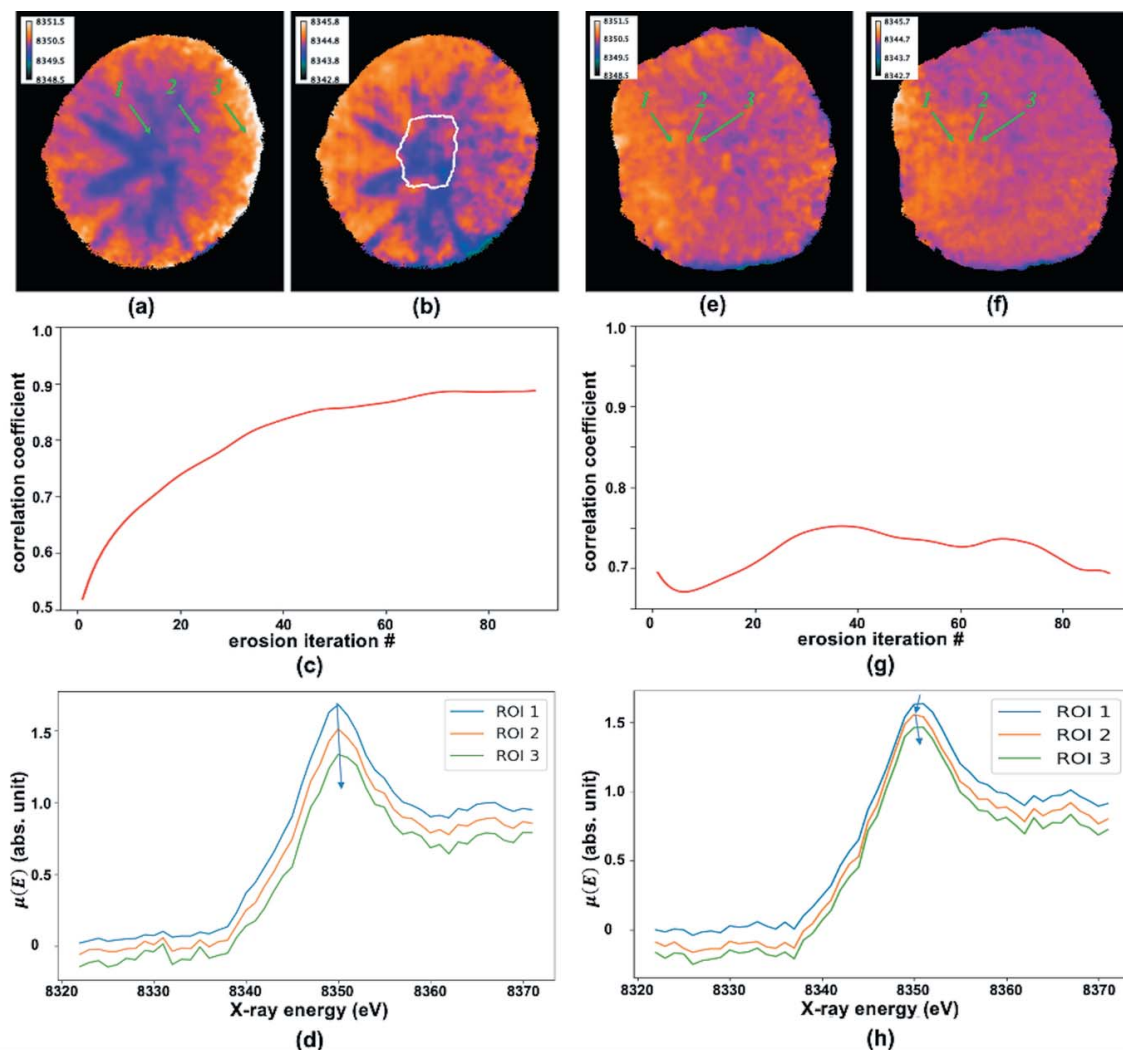 8351.5
8350.5
8349.5
8348.5
1
2
3
(a)
8345.8
8344.8
8343.8
8342.8
(b)
8351.5
8350.5
8349.5
8348.5
1
2
3
(e)
8345.7
8344.7
8343.7
8342.7
1
2
3
(f)
1.0
0.9
0.8
0.7
0.6
0.5
correlation coefficient
0
20
40
60
80
erosion iteration #
(c)
1.0
0.9
0.8
0.7
correlation coefficient
0
20
40
60
80
erosion iteration #
(g)
ROI 1
ROI 2
ROI 3
1.5
1.0
0.5
0
μ(E) (abs. unit)
8320
8330
8340
8350
8360
8370
X-ray energy (eV)
(d)
ROI 1
ROI 2
ROI 3
1.5
1.0
0.5
0
μ(E) (abs. unit)
8320
8330
8340
8350
8360
8370
X-ray energy (eV)
(h)